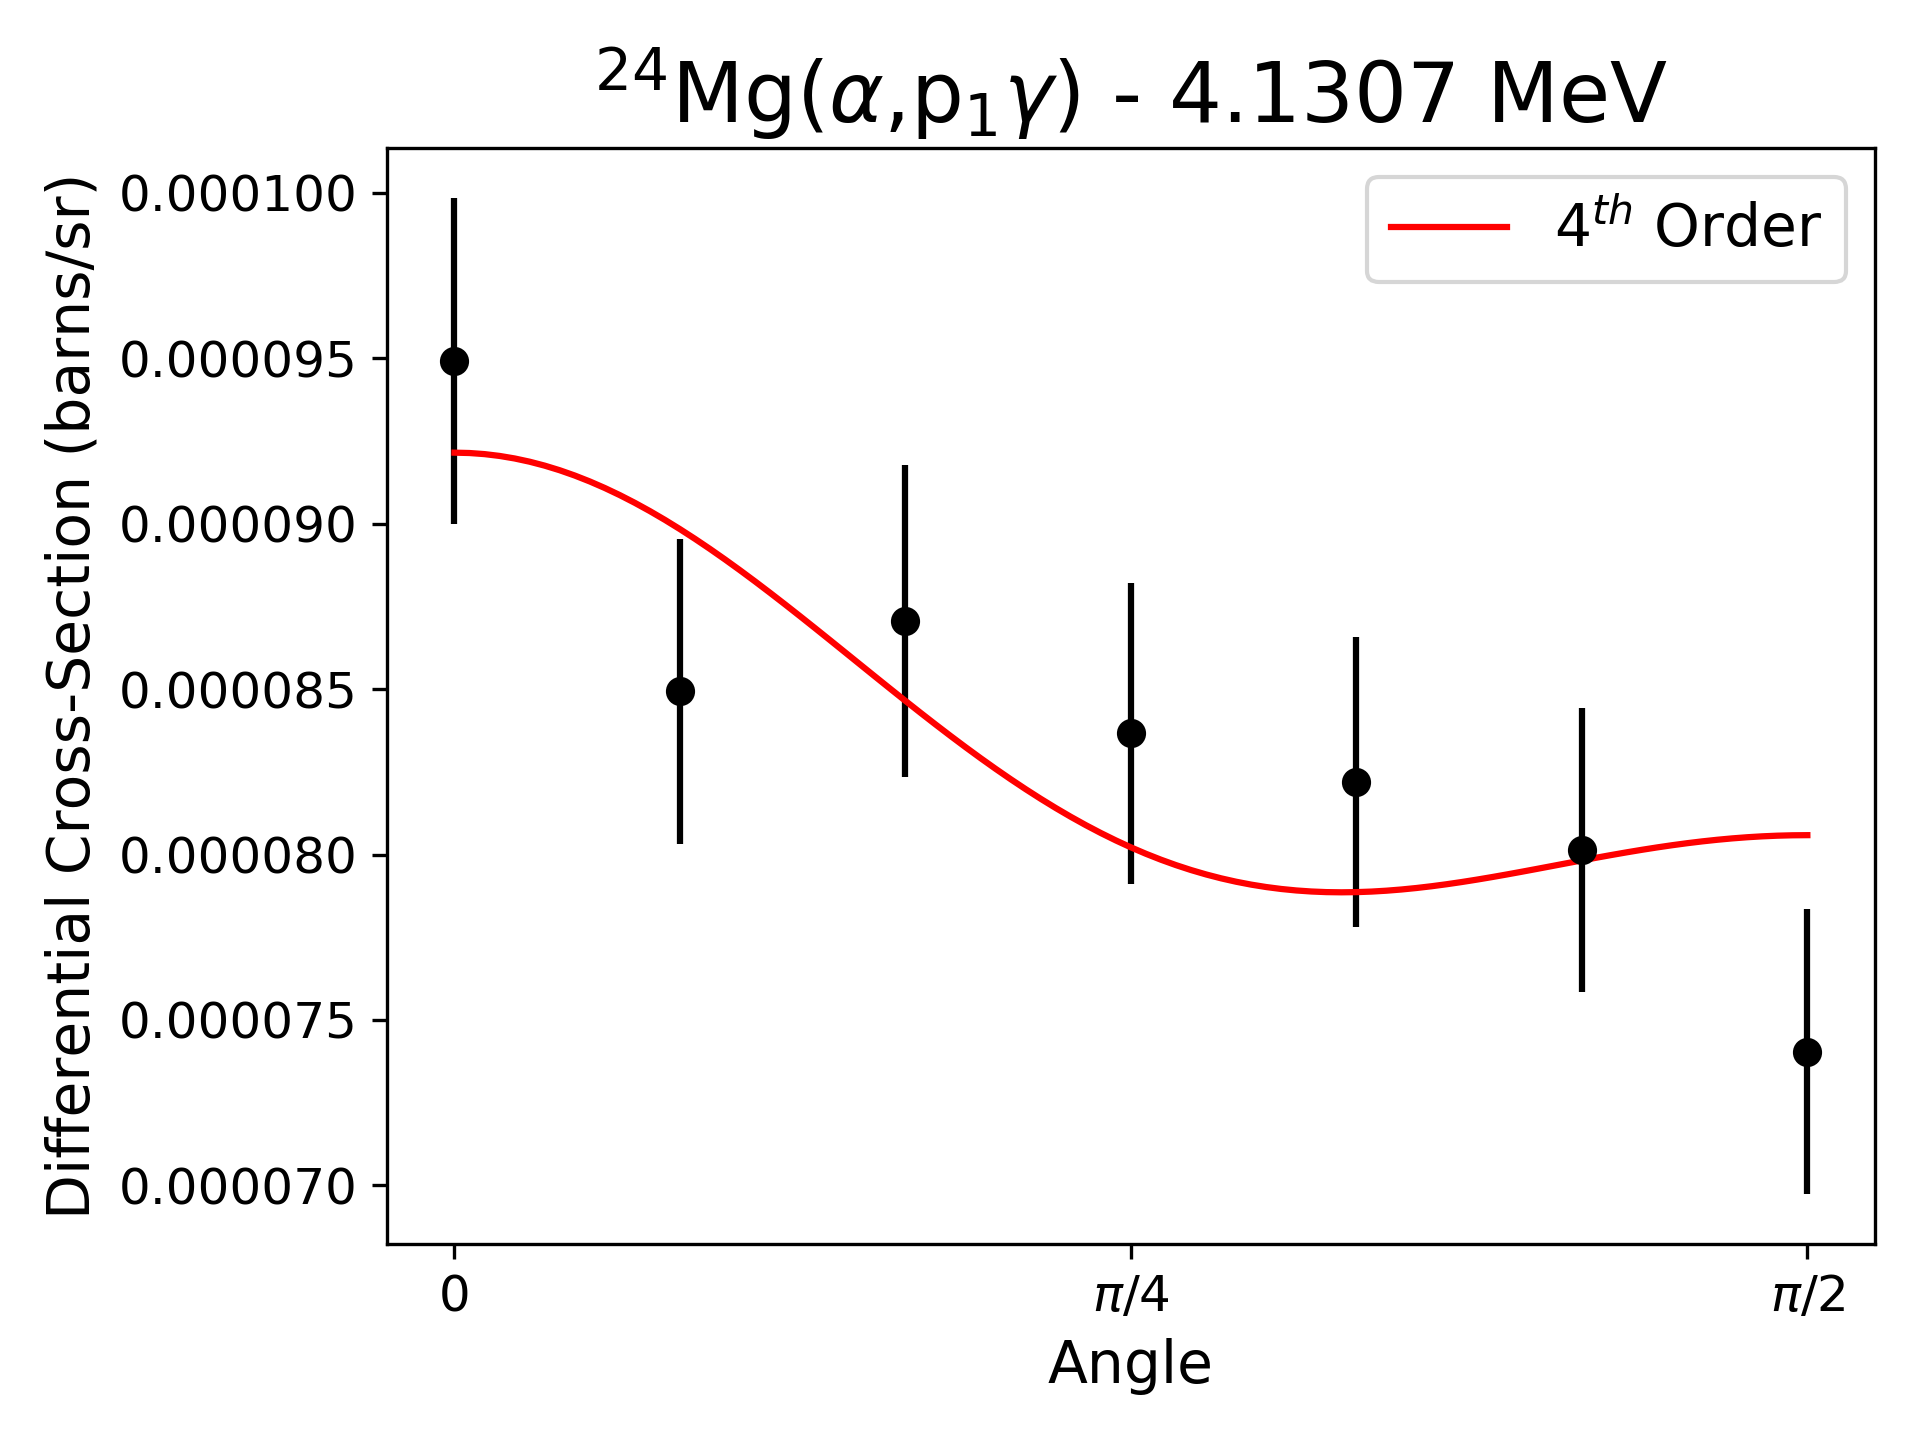 ²⁴Mg(α,p₁γ) - 4.1307 MeV
4ᵗʰ Order
Differential Cross-Section (barns/sr)
0.000100
0.000095
0.000090
0.000085
0.000080
0.000075
0.000070
0 π/4 π/2
Angle